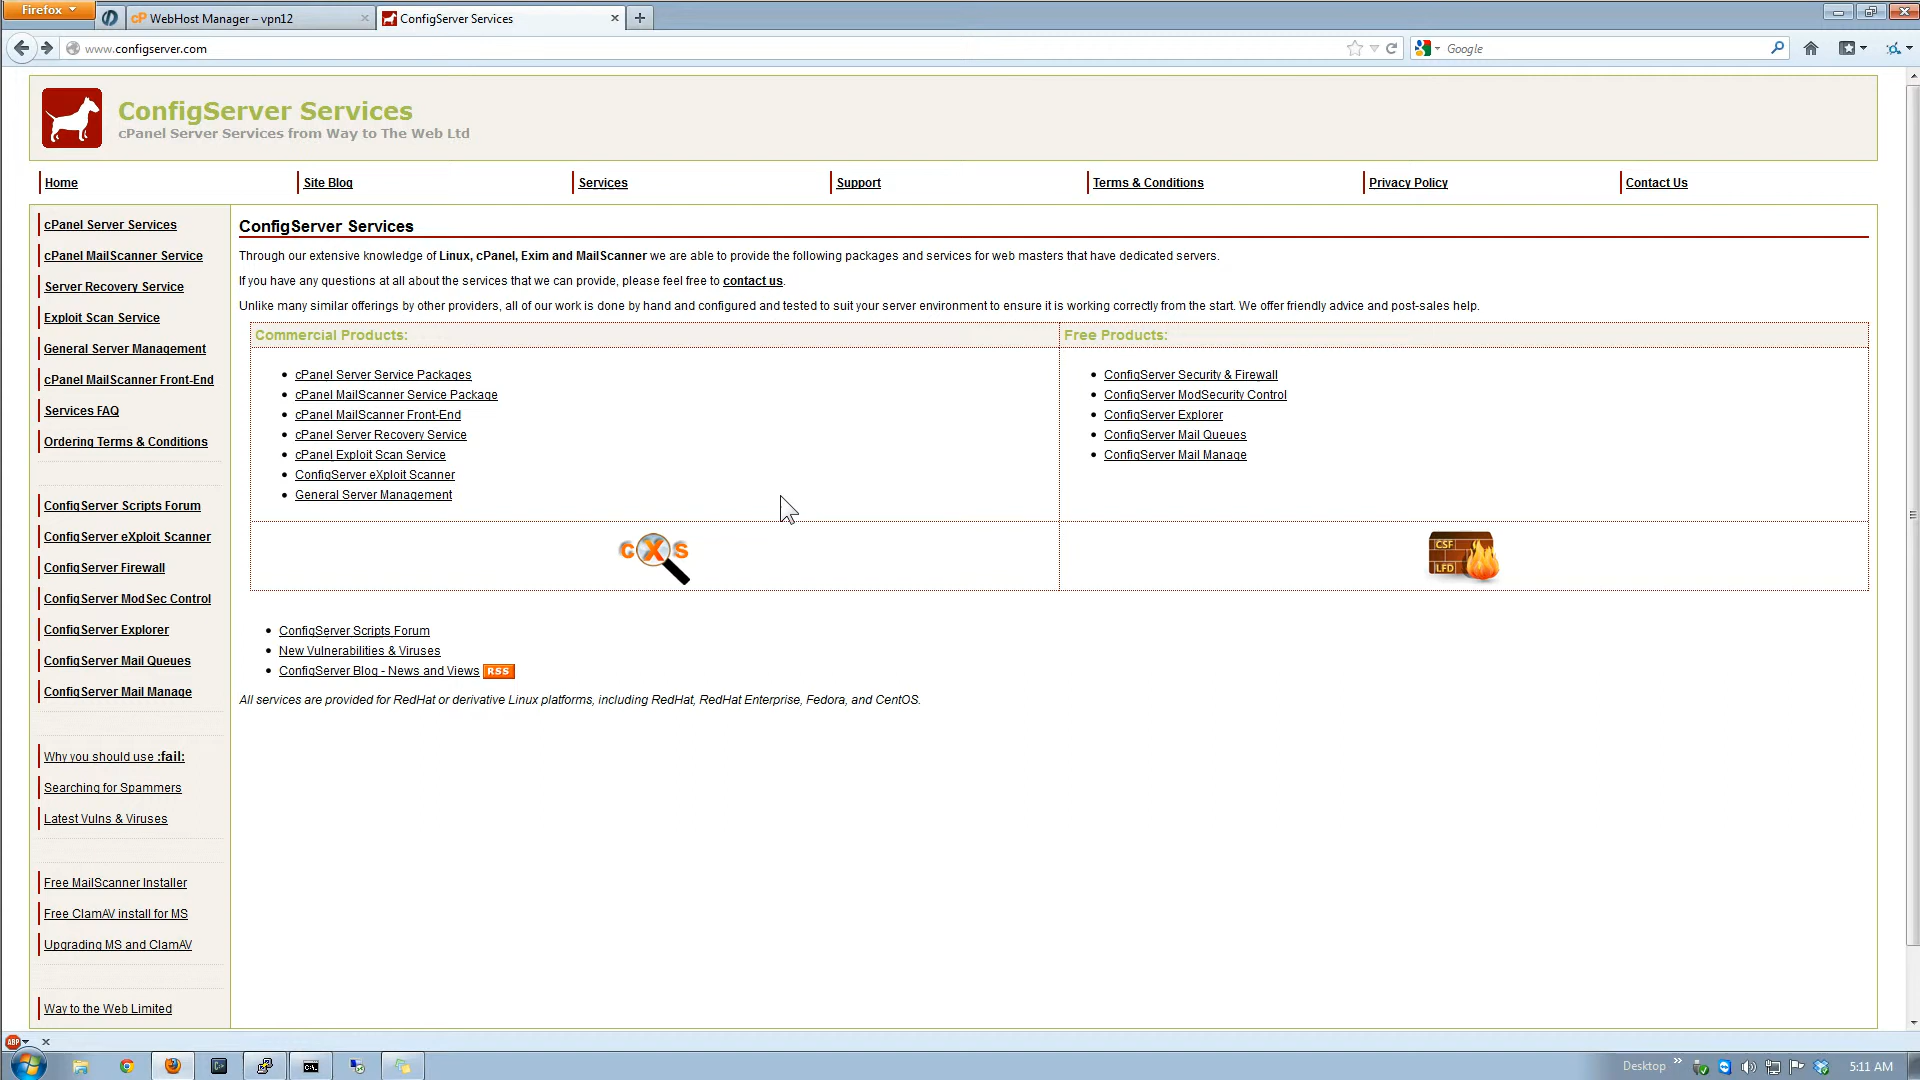 Firefox
WebHost Manager – vpn12
ConfigServer Services
www.configserver.com
Google
ConfigServer Services
cPanel Server Services from Way to The Web Ltd
Home
Site Blog
Services
Support
Terms & Conditions
Privacy Policy
Contact Us
cPanel Server Services
cPanel MailScanner Service
Server Recovery Service
Exploit Scan Service
General Server Management
cPanel MailScanner Front-End
Services FAQ
Ordering Terms & Conditions
ConfigServer Scripts Forum
ConfigServer eXploit Scanner
ConfigServer Firewall
ConfigServer ModSec Control
ConfigServer Explorer
ConfigServer Mail Queues
ConfigServer Mail Manage
Why you should use :fail:
Searching for Spammers
Latest Vulns & Viruses
Free MailScanner Installer
Free ClamAV install for MS
Upgrading MS and ClamAV
Way to the Web Limited
ConfigServer Services
Through our extensive knowledge of Linux, cPanel, Exim and MailScanner we are able to provide the following packages and services for web masters that have dedicated servers.
If you have any questions at all about the services that we can provide, please feel free to contact us.
Unlike many similar offerings by other providers, all of our work is done by hand and configured and tested to suit your server environment to ensure it is working correctly from the start. We offer friendly advice and post-sales help.
Commercial Products:
cPanel Server Service Packages
cPanel MailScanner Service Package
cPanel MailScanner Front-End
cPanel Server Recovery Service
cPanel Exploit Scan Service
ConfigServer eXploit Scanner
General Server Management
Free Products:
ConfigServer Security & Firewall
ConfigServer ModSecurity Control
ConfigServer Explorer
ConfigServer Mail Queues
ConfigServer Mail Manage
cXs
CSF
LFD
ConfigServer Scripts Forum
New Vulnerabilities & Viruses
ConfigServer Blog - News and Views RSS
All services are provided for RedHat or derivative Linux platforms, including RedHat, RedHat Enterprise, Fedora, and CentOS.
ABP
Desktop
5:11 AM